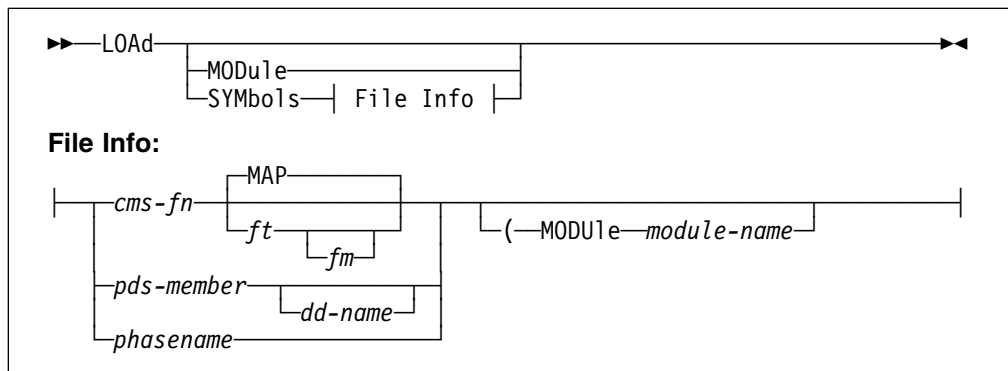 LOAd
MODule
SYMbols File Info
File Info:
MAP
cms-fn
ft
fm
( MODUle module-name
pds-member
dd-name
phasename